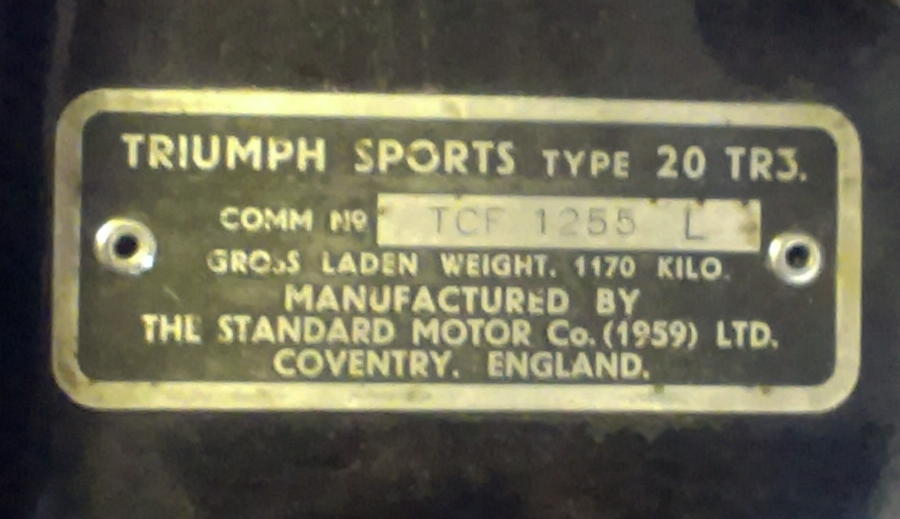 TRIUMPH SPORTS TYPE 20 TR3.
COMM Nº TCF 1255 L
GROSS LADEN WEIGHT. 1170 KILO.
MANUFACTURED BY
THE STANDARD MOTOR Co. (1959) LTD.
COVENTRY. ENGLAND.